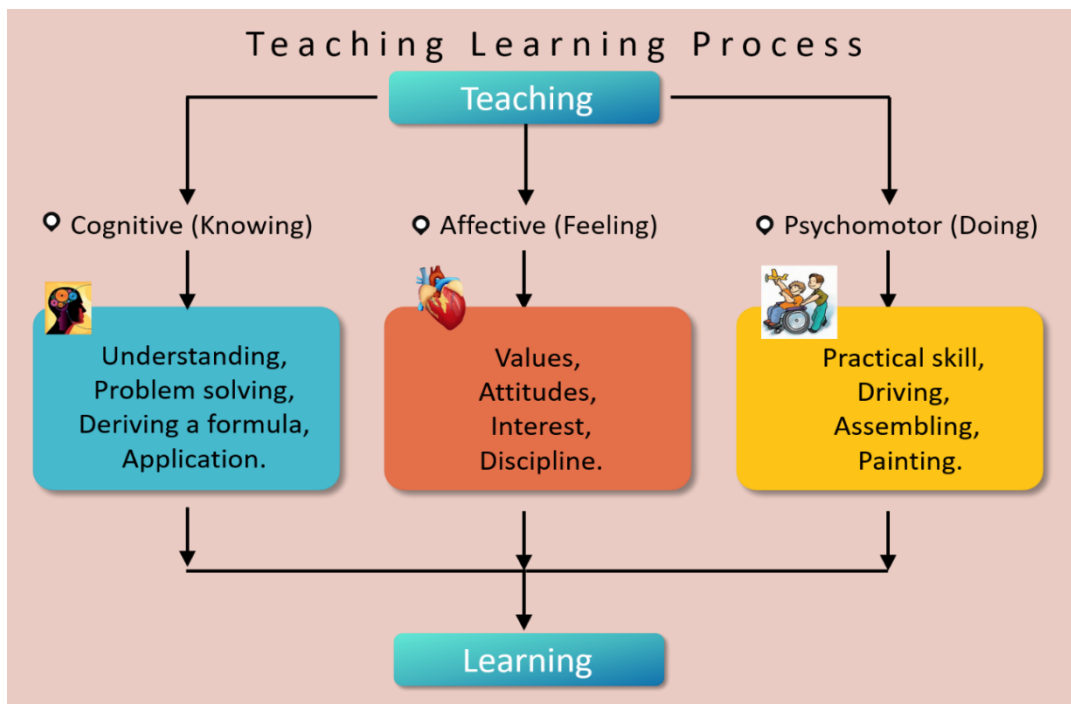 Teaching Learning Process
Teaching
Cognitive (Knowing)
Affective (Feeling)
Psychomotor (Doing)
Understanding,
Problem solving,
Deriving a formula,
Application.
Values,
Attitudes,
Interest,
Discipline.
Practical skill,
Driving,
Assembling,
Painting.
Learning